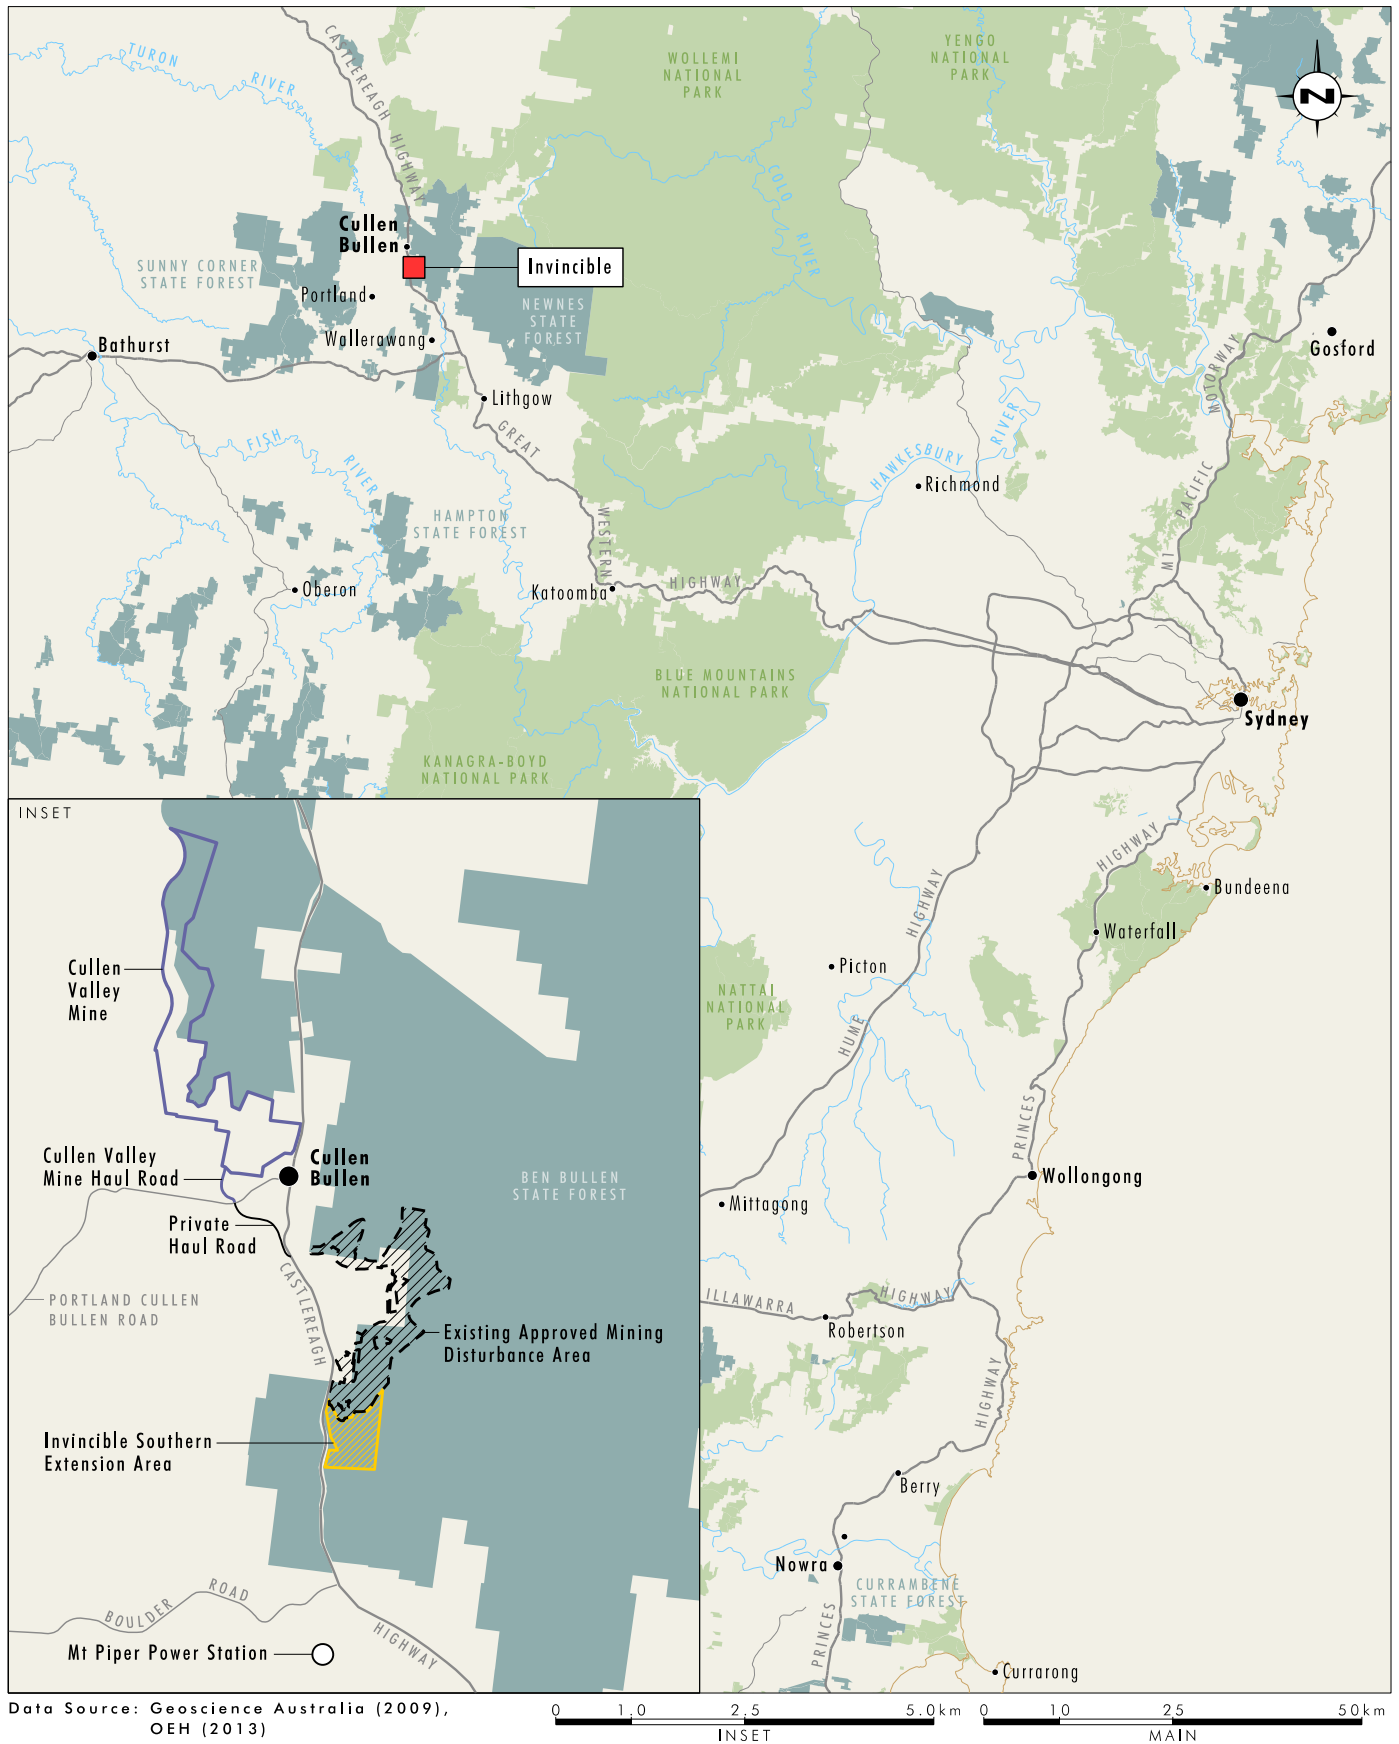 TURON
RIVER
CASTLEREAGH HIGHWAY
WOLLEMI
NATIONAL
PARK
YENGO
NATIONAL
PARK
N
COLO
RIVER
Cullen
Bullen
Invincible
SUNNY CORNER
STATE FOREST
Portland
NEWNES
STATE
FOREST
Wallerawang
Bathurst
Gosford
MOTORWAY
Lithgow
GREAT
FISH
RIVER
HAWKESBURY
RIVER
Richmond
PACIFIC
M1
HAMPTON
STATE FOREST
WESTERN
HIGHWAY
Oberon
Katoomba
BLUE MOUNTAINS
NATIONAL PARK
Sydney
KANAGRA-BOYD
NATIONAL PARK
HIGHWAY
Bundeena
Waterfall
HIGHWAY
Picton
NATTAI
NATIONAL
PARK
HUME
PRINCES
Wollongong
Mittagong
ILLAWARRA
HIGHWAY
Robertson
HIGHWAY
Berry
Nowra
CURRAMBENE
STATE FOREST
PRINCES
Currarong
INSET
Cullen
Valley
Mine
Cullen Valley
Mine Haul Road
Cullen
Bullen
BEN BULLEN
STATE FOREST
Private
Haul Road
CASTLEREAGH
PORTLAND CULLEN
BULLEN ROAD
Existing Approved Mining
Disturbance Area
Invincible Southern
Extension Area
BOULDER
ROAD
HIGHWAY
Mt Piper Power Station
Data Source: Geoscience Australia (2009),
OEH (2013)
0 1.0 2.5 5.0km
INSET
0 10 25 50km
MAIN